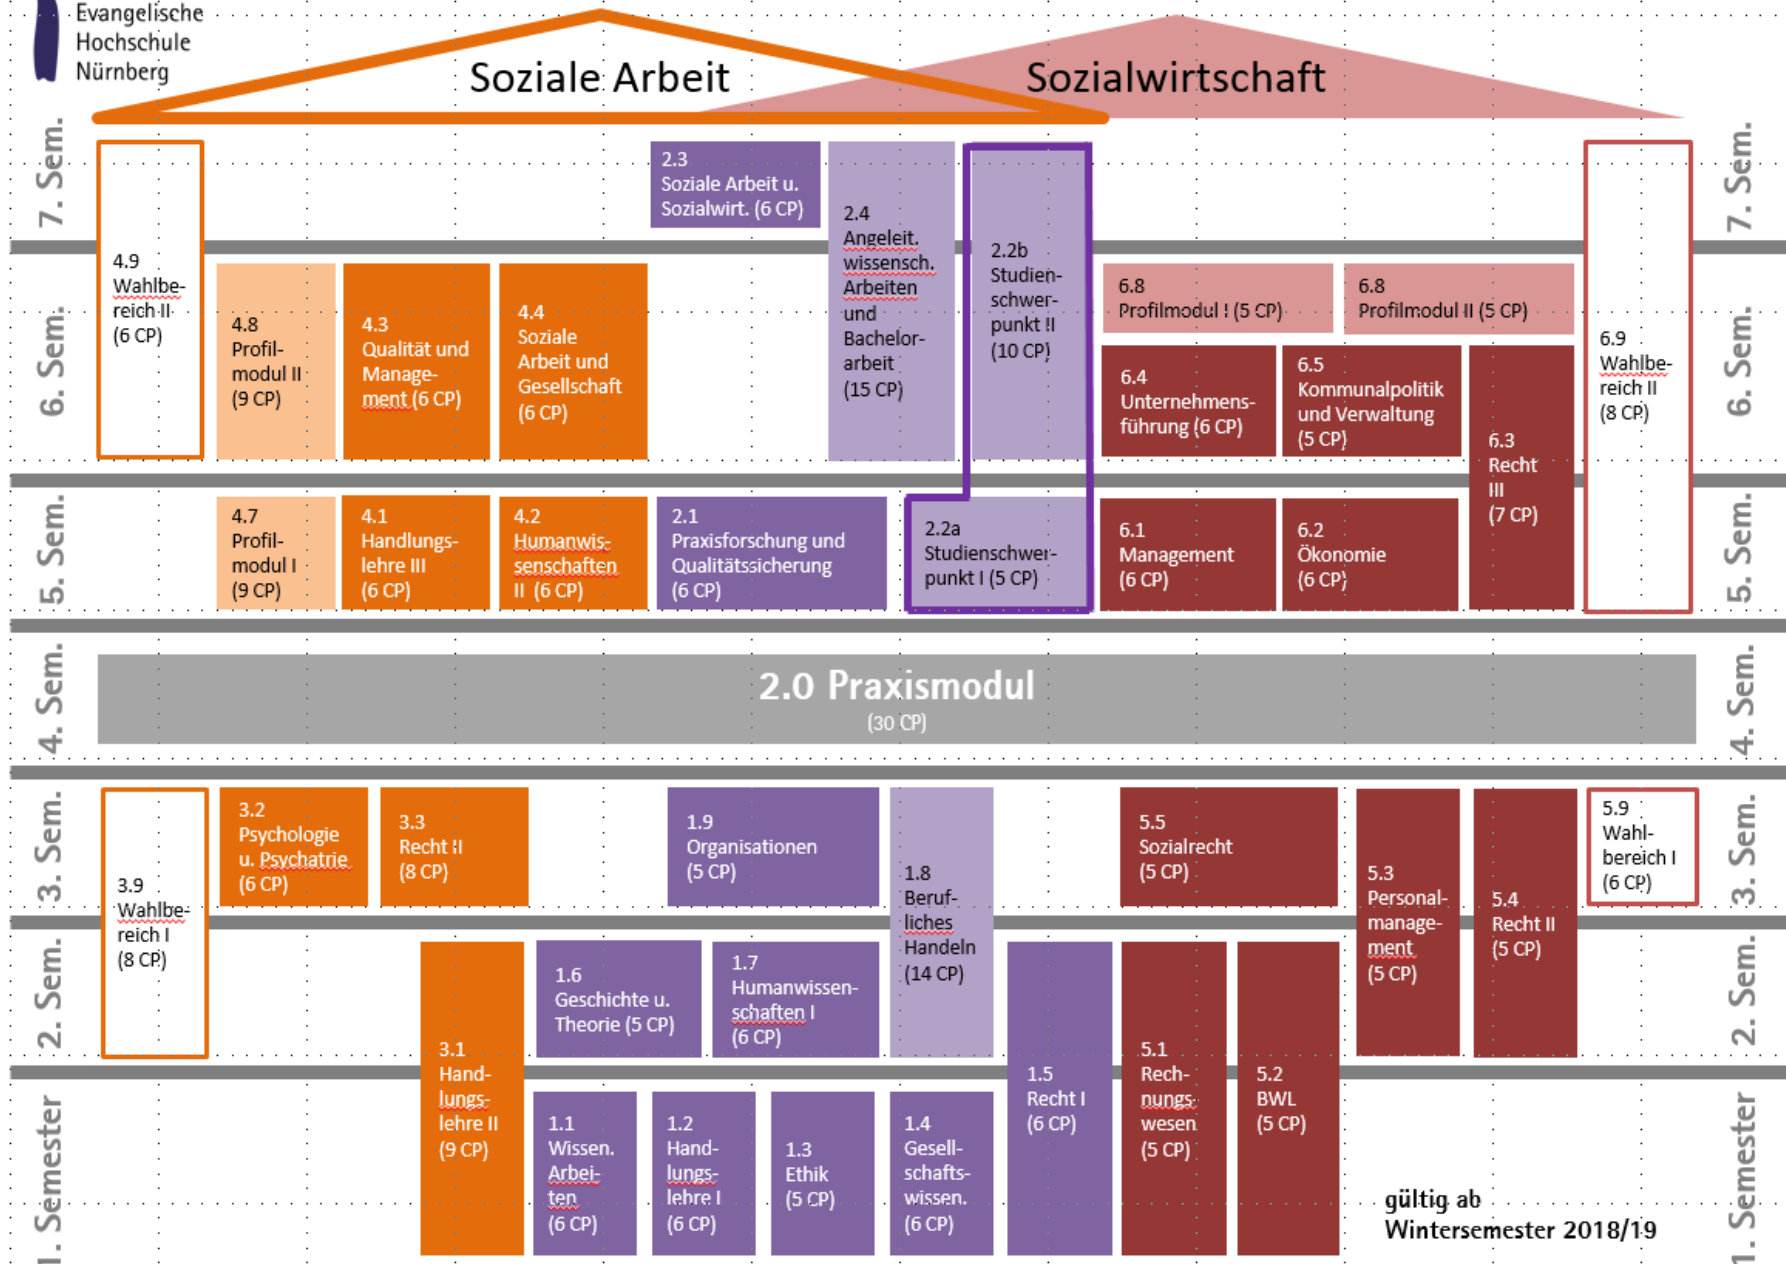 Evangelische
Hochschule
Nürnberg
Soziale Arbeit
Sozialwirtschaft
7. Sem.
4.9
Wahlbe-
reich II
(6 CP)
2.3
Soziale Arbeit u.
Sozialwirt. (6 CP)
2.4
Angeleit.
wissensch.
Arbeiten
und
Bachelor-
arbeit
(15 CP)
2.2b
Studien-
schwer-
punkt II
(10 CP)
7. Sem.
6. Sem.
4.8
Profil-
modul II
(9 CP)
4.3
Qualität und
Manage-
ment (6 CP)
4.4
Soziale
Arbeit und
Gesellschaft
(6 CP)
6.8
Profilmodul I (5 CP)
6.8
Profilmodul II (5 CP)
6.4
Unternehmens-
führung (6 CP)
6.5
Kommunalpolitik
und Verwaltung
(5 CP)
6.3
Recht
III
(7 CP)
6.9
Wahlbe-
reich II
(8 CP)
6. Sem.
5. Sem.
4.7
Profil-
modul I
(9 CP)
4.1
Handlungs-
lehre III
(6 CP)
4.2
Humanwis-
senschaften
II (6 CP)
2.1
Praxisforschung und
Qualitätssicherung
(6 CP)
2.2a
Studienschwer-
punkt I (5 CP)
6.1
Management
(6 CP)
6.2
Ökonomie
(6 CP)
5. Sem.
4. Sem.
2.0 Praxismodul
(30 CP)
4. Sem.
3. Sem.
3.9
Wahlbe-
reich I
(8 CP)
3.2
Psychologie
u. Psychatrie
(6 CP)
3.3
Recht II
(8 CP)
1.9
Organisationen
(5 CP)
1.8
Beruf-
liches
Handeln
(14 CP)
5.5
Sozialrecht
(5 CP)
5.3
Personal-
manage-
ment
(5 CP)
5.4
Recht II
(5 CP)
5.9
Wahl-
bereich I
(6 CP)
3. Sem.
2. Sem.
3.1
Hand-
lungs-
lehre II
(9 CP)
1.6
Geschichte u.
Theorie (5 CP)
1.7
Humanwissen-
schaften I
(6 CP)
1.5
Recht I
(6 CP)
5.1
Rech-
nungs-
wesen
(5 CP)
5.2
BWL
(5 CP)
2. Sem.
1. Semester
1.1
Wissen.
Arbei-
ten
(6 CP)
1.2
Hand-
lungs-
lehre I
(6 CP)
1.3
Ethik
(5 CP)
1.4
Gesell-
schafts-
wissen.
(6 CP)
gültig ab
Wintersemester 2018/19
1. Semester